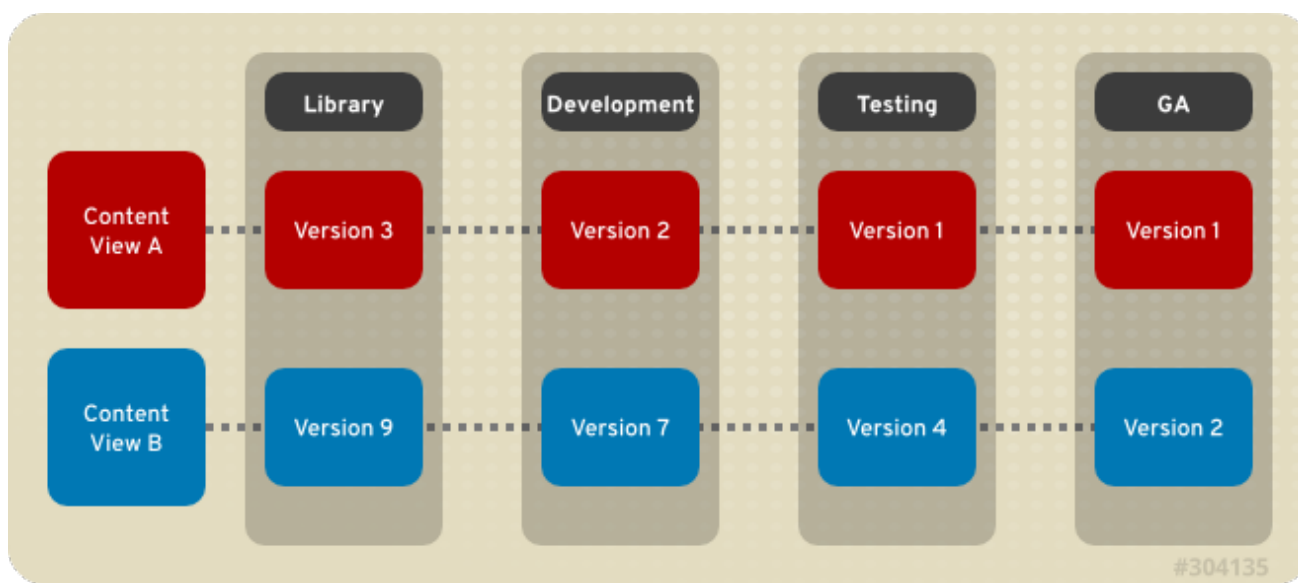 Library
Development
Testing
GA
Content
View A
Version 3
Version 2
Version 1
Version 1
Content
View B
Version 9
Version 7
Version 4
Version 2
#304135